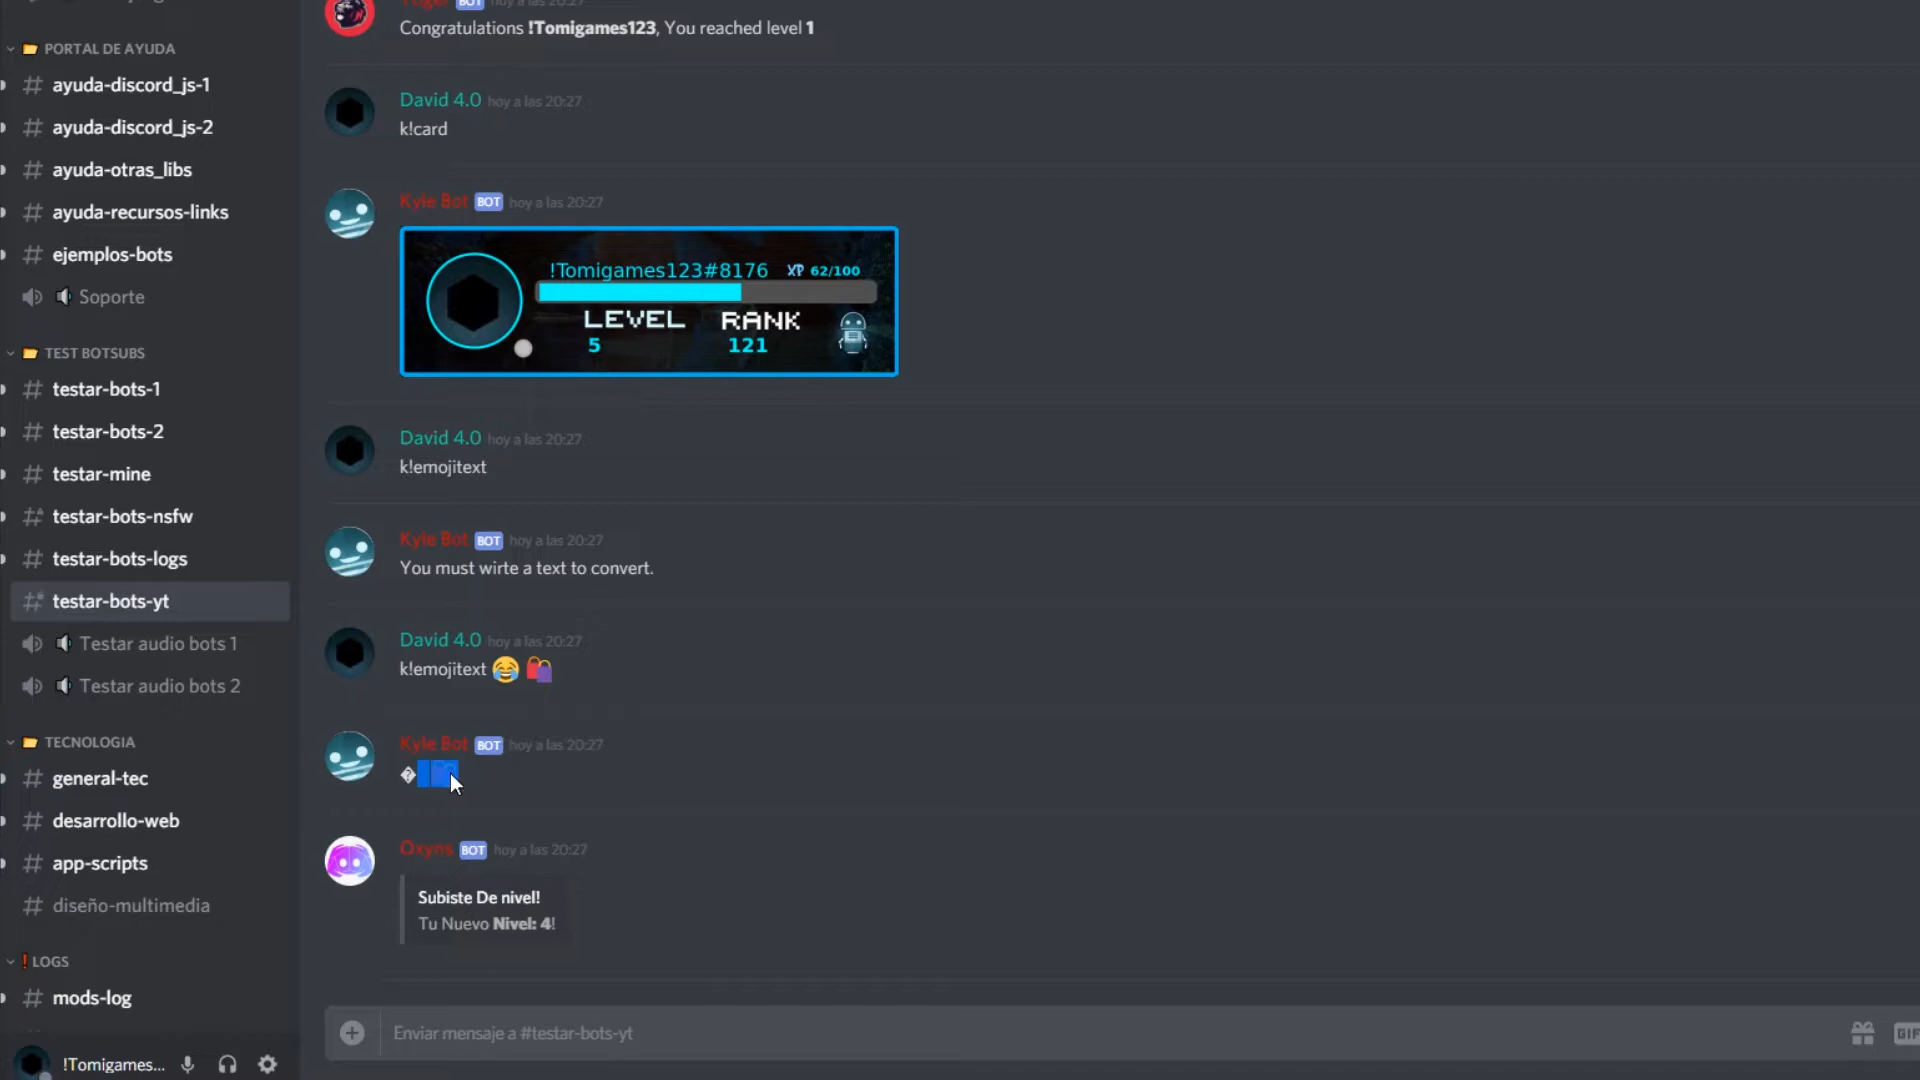 PORTAL DE AYUDA
ayuda-discord_js-1
ayuda-discord_js-2
ayuda-otras_libs
ayuda-recursos-links
ejemplos-bots
Soporte
TEST BOTSUBS
testar-bots-1
testar-bots-2
testar-mine
testar-bots-nsfw
testar-bots-logs
testar-bots-yt
Testar audio bots 1
Testar audio bots 2
TECNOLOGIA
general-tec
desarrollo-web
app-scripts
diseño-multimedia
LOGS
mods-log
!Tomigames...
BOT hoy a las 20:27
Congratulations !Tomigames123, You reached level 1
David 4.0 hoy a las 20:27
k!card
Kyle Bot BOT hoy a las 20:27
!Tomigames123#8176 XP 62/100
LEVEL RANK
5 121
David 4.0 hoy a las 20:27
k!emojitext
Kyle Bot BOT hoy a las 20:27
You must wirte a text to convert.
David 4.0 hoy a las 20:27
k!emojitext 😂 🛍️
Kyle Bot BOT hoy a las 20:27
�
Oxyns BOT hoy a las 20:27
Subiste De nivel!
Tu Nuevo Nivel: 4!
Enviar mensaje a #testar-bots-yt
GIF